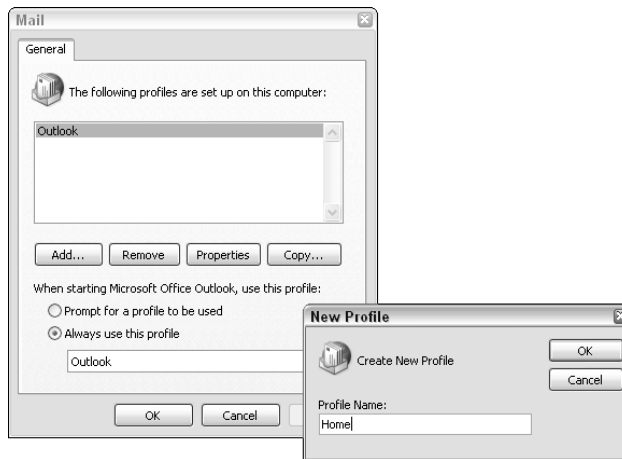 Mail
General
The following profiles are set up on this computer:
Outlook
Add... Remove Properties Copy...
When starting Microsoft Office Outlook, use this profile:
Prompt for a profile to be used
Always use this profile
Outlook
OK Cancel
New Profile
Create New Profile
OK
Cancel
Profile Name:
Home